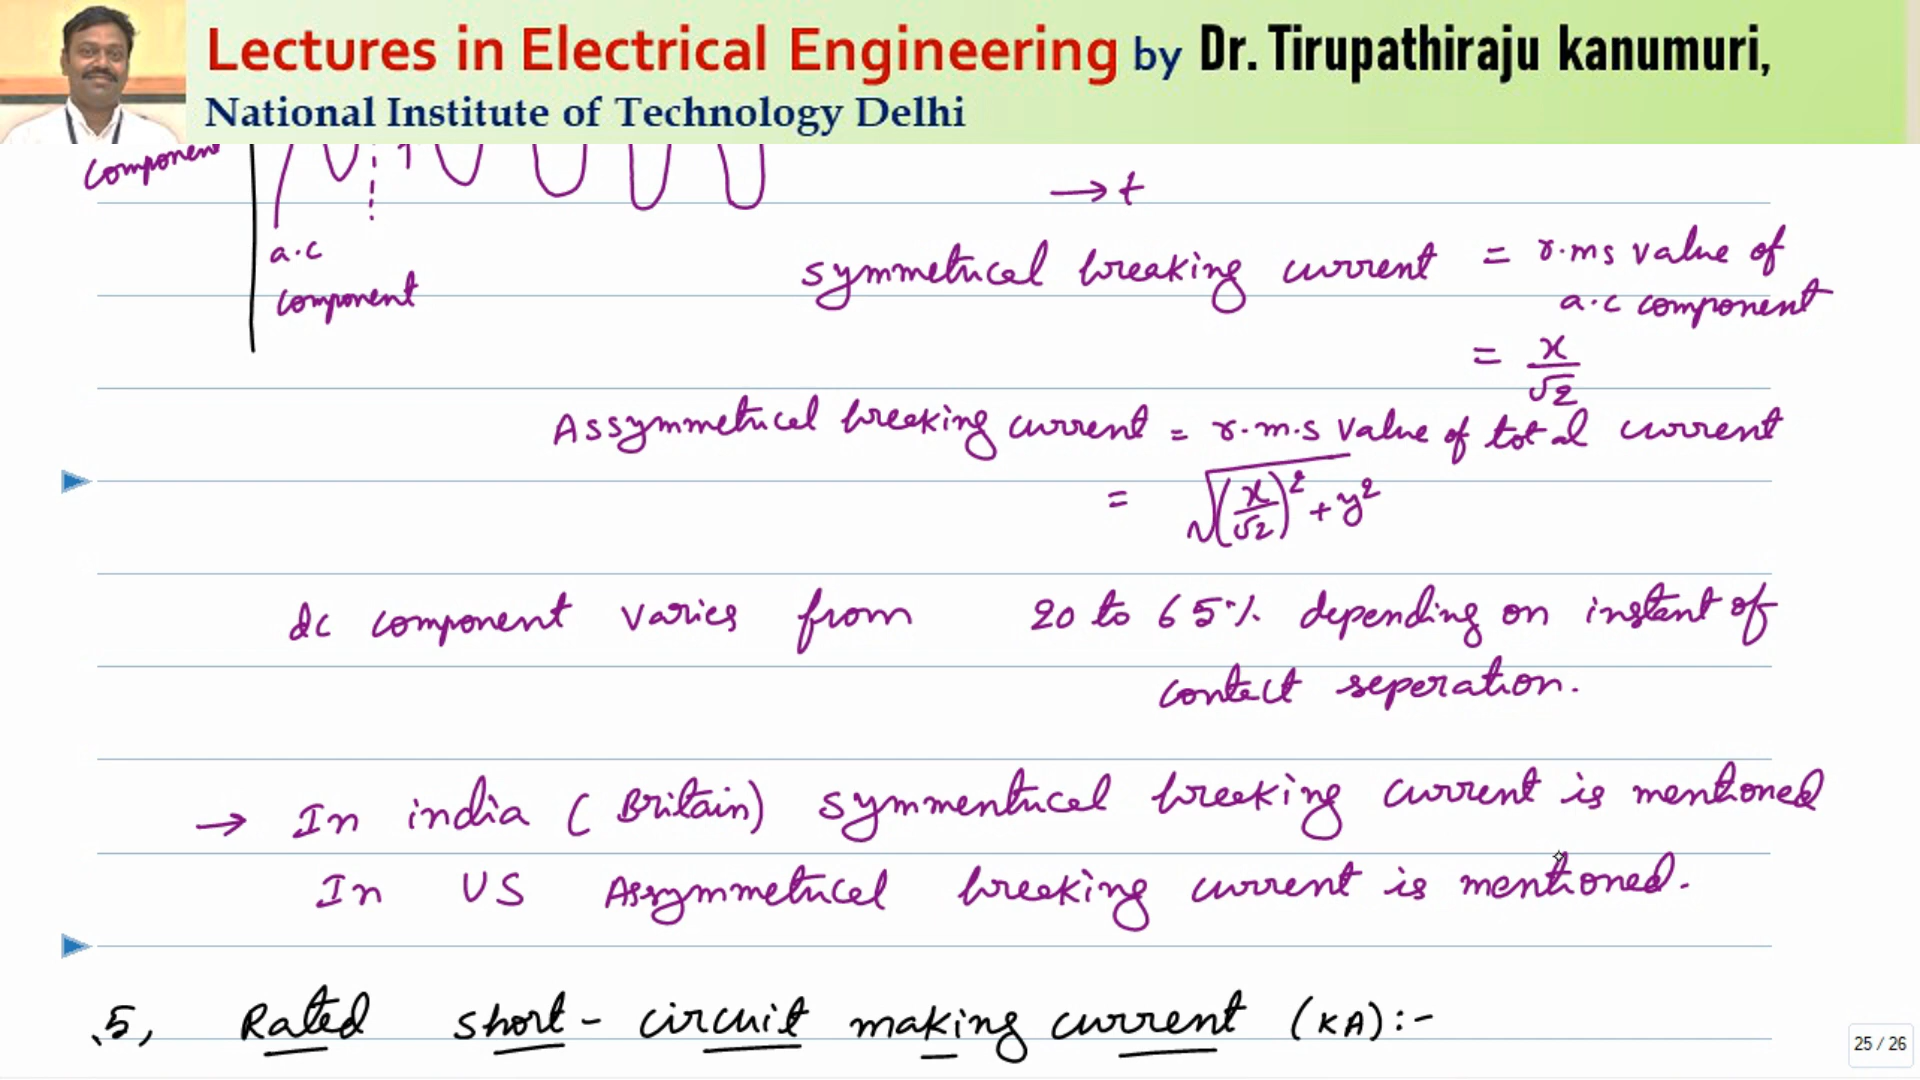 Lectures in Electrical Engineering by Dr. Tirupathiraju kanumuri,
National Institute of Technology Delhi
component
→ t
a.c
component
symmetrical breaking current = r.ms value of
a.c component
= x/√2
Assymmetrical breaking current = r.m.s value of total current
= √((x/√2)² + y²)
dc component varies from 20 to 65% depending on instant of
contact seperation.
→ In india (Britain) symmentrical breaking current is mentioned
In US Assymmetrical breaking current is mentioned.
5, Rated short-circuit making current (KA):-
25 / 26